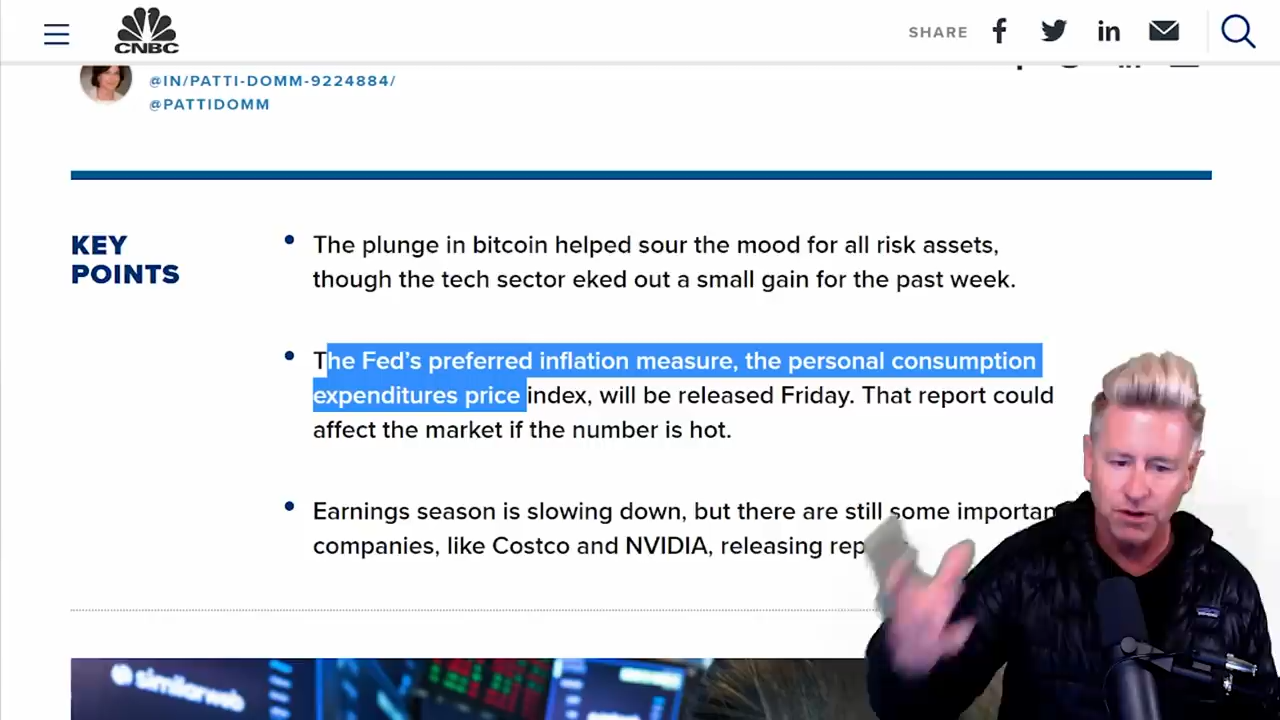 CNBC
SHARE
@IN/PATTI-DOMM-9224884/
@PATTIDOMM
KEY
POINTS
The plunge in bitcoin helped sour the mood for all risk assets,
though the tech sector eked out a small gain for the past week.
The Fed's preferred inflation measure, the personal consumption
expenditures price index, will be released Friday. That report could
affect the market if the number is hot.
Earnings season is slowing down, but there are still some importan
companies, like Costco and NVIDIA, releasing rep
similarweb